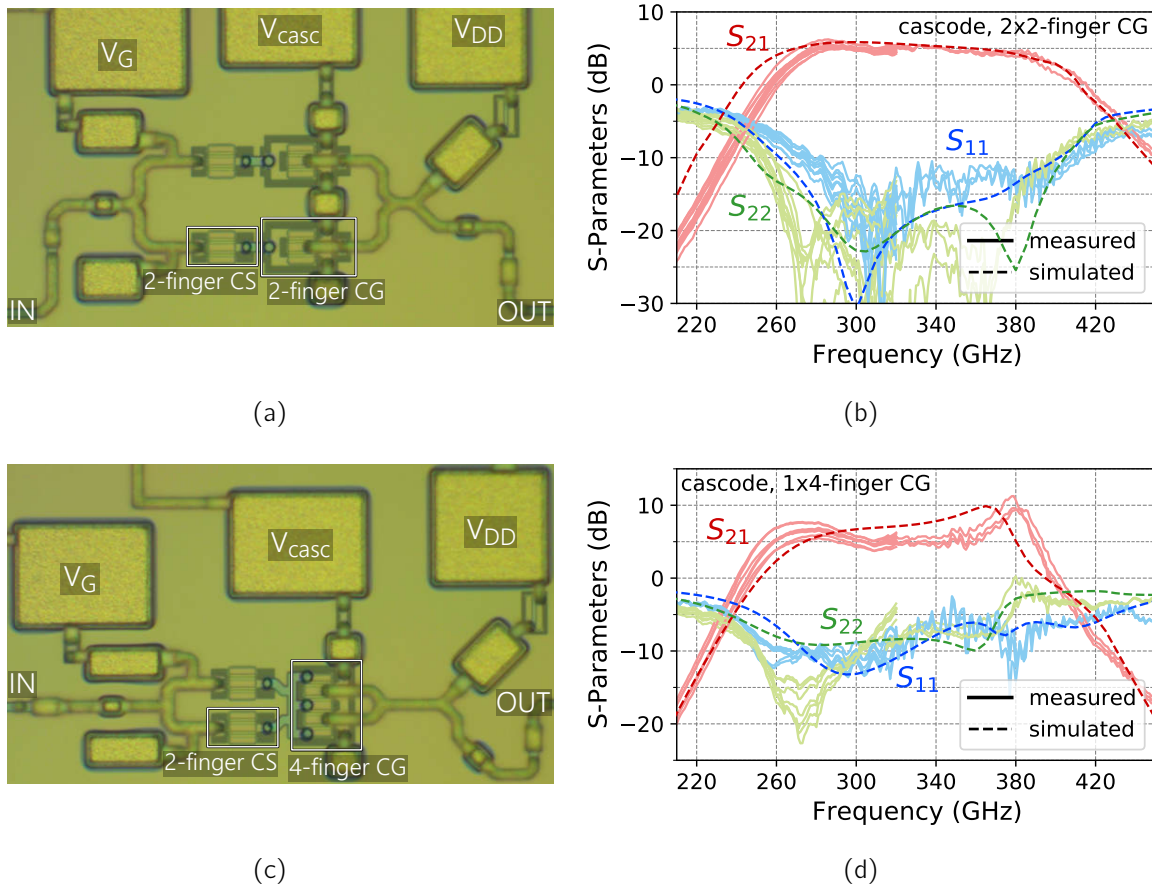 V_G
V_casc
V_DD
2-finger CS
2-finger CG
IN
OUT
(a)
cascode, 2x2-finger CG
S_21
S_11
S_22
measured
simulated
S-Parameters (dB)
10
0
−10
−20
−30
220
260
300
340
380
420
Frequency (GHz)
(b)
V_G
V_casc
V_DD
IN
OUT
2-finger CS
4-finger CG
(c)
cascode, 1x4-finger CG
S_21
S_22
S_11
measured
simulated
S-Parameters (dB)
10
0
−10
−20
220
260
300
340
380
420
Frequency (GHz)
(d)